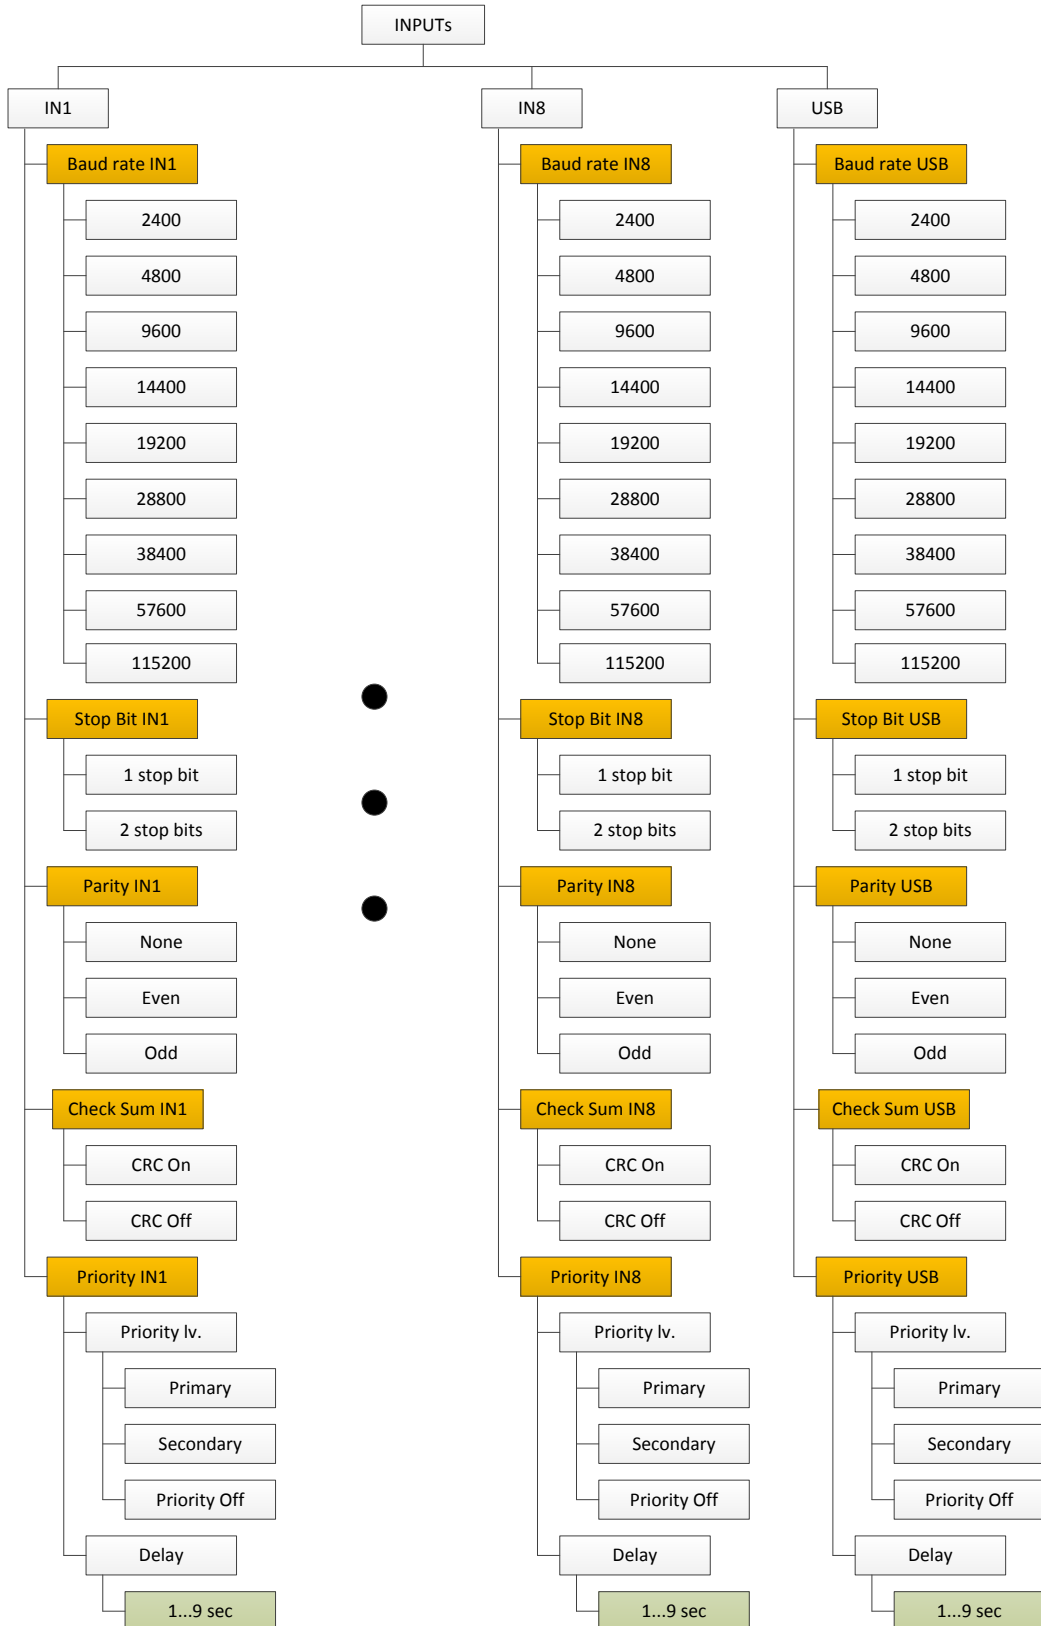 INPUTs
IN1
Baud rate IN1
2400
4800
9600
14400
19200
28800
38400
57600
115200
Stop Bit IN1
1 stop bit
2 stop bits
Parity IN1
None
Even
Odd
Check Sum IN1
CRC On
CRC Off
Priority IN1
Priority lv.
Primary
Secondary
Priority Off
Delay
1...9 sec
IN8
Baud rate IN8
2400
4800
9600
14400
19200
28800
38400
57600
115200
Stop Bit IN8
1 stop bit
2 stop bits
Parity IN8
None
Even
Odd
Check Sum IN8
CRC On
CRC Off
Priority IN8
Priority lv.
Primary
Secondary
Priority Off
Delay
1...9 sec
USB
Baud rate USB
2400
4800
9600
14400
19200
28800
38400
57600
115200
Stop Bit USB
1 stop bit
2 stop bits
Parity USB
None
Even
Odd
Check Sum USB
CRC On
CRC Off
Priority USB
Priority lv.
Primary
Secondary
Priority Off
Delay
1...9 sec